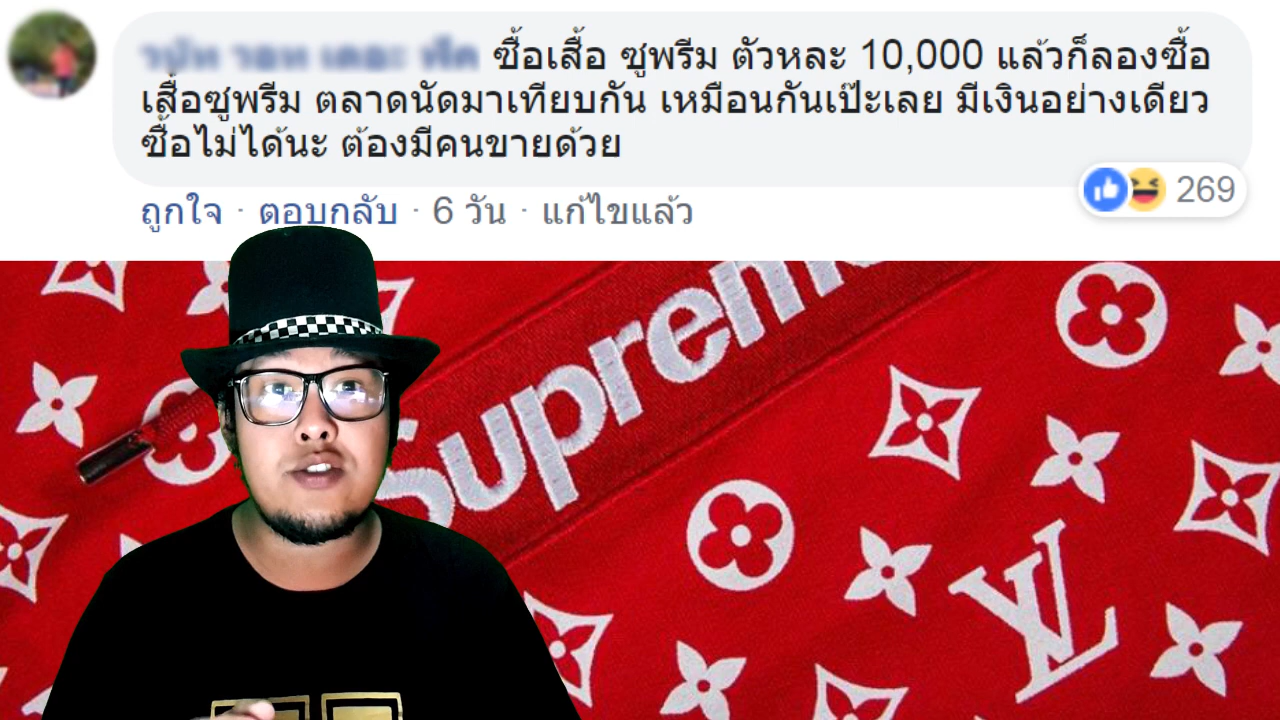 ซื้อเสื้อ ซูพรีม ตัวหละ 10,000 แล้วก็ลองซื้อ
เสื้อซูพรีม ตลาดนัดมาเทียบกัน เหมือนกันเป๊ะเลย มีเงินอย่างเดียว
ซื้อไม่ได้นะ ต้องมีคนขายด้วย
269
ถูกใจ · ตอบกลับ · 6 วัน · แก้ไขแล้ว
LV